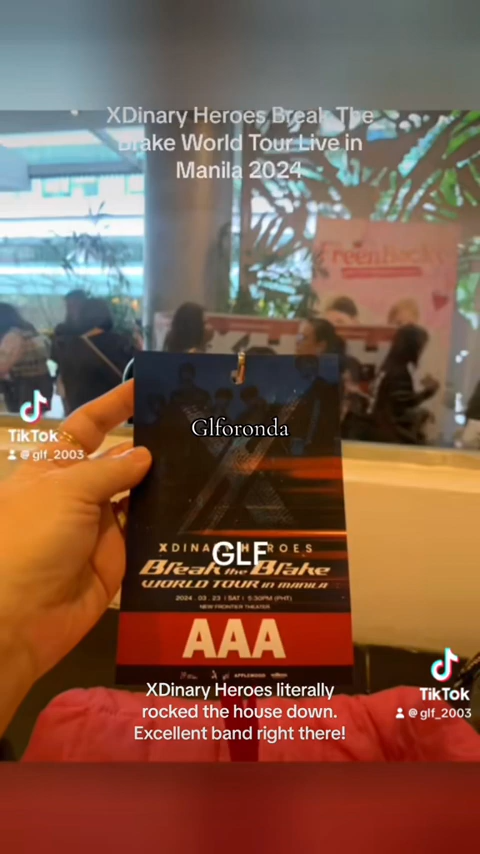 XDinary Heroes Break The
Brake World Tour Live in
Manila 2024
FreenBecky
TikTok
@glf_2003
Glforonda
XDINARY HEROES
GLF
Break the Brake
WORLD TOUR IN MANILA
2024 . 03 . 23 | SAT | 5:30PM (PHT)
NEW FRONTIER THEATER
AAA
APPLEWOOD
XDinary Heroes literally
rocked the house down.
Excellent band right there!
TikTok
@glf_2003